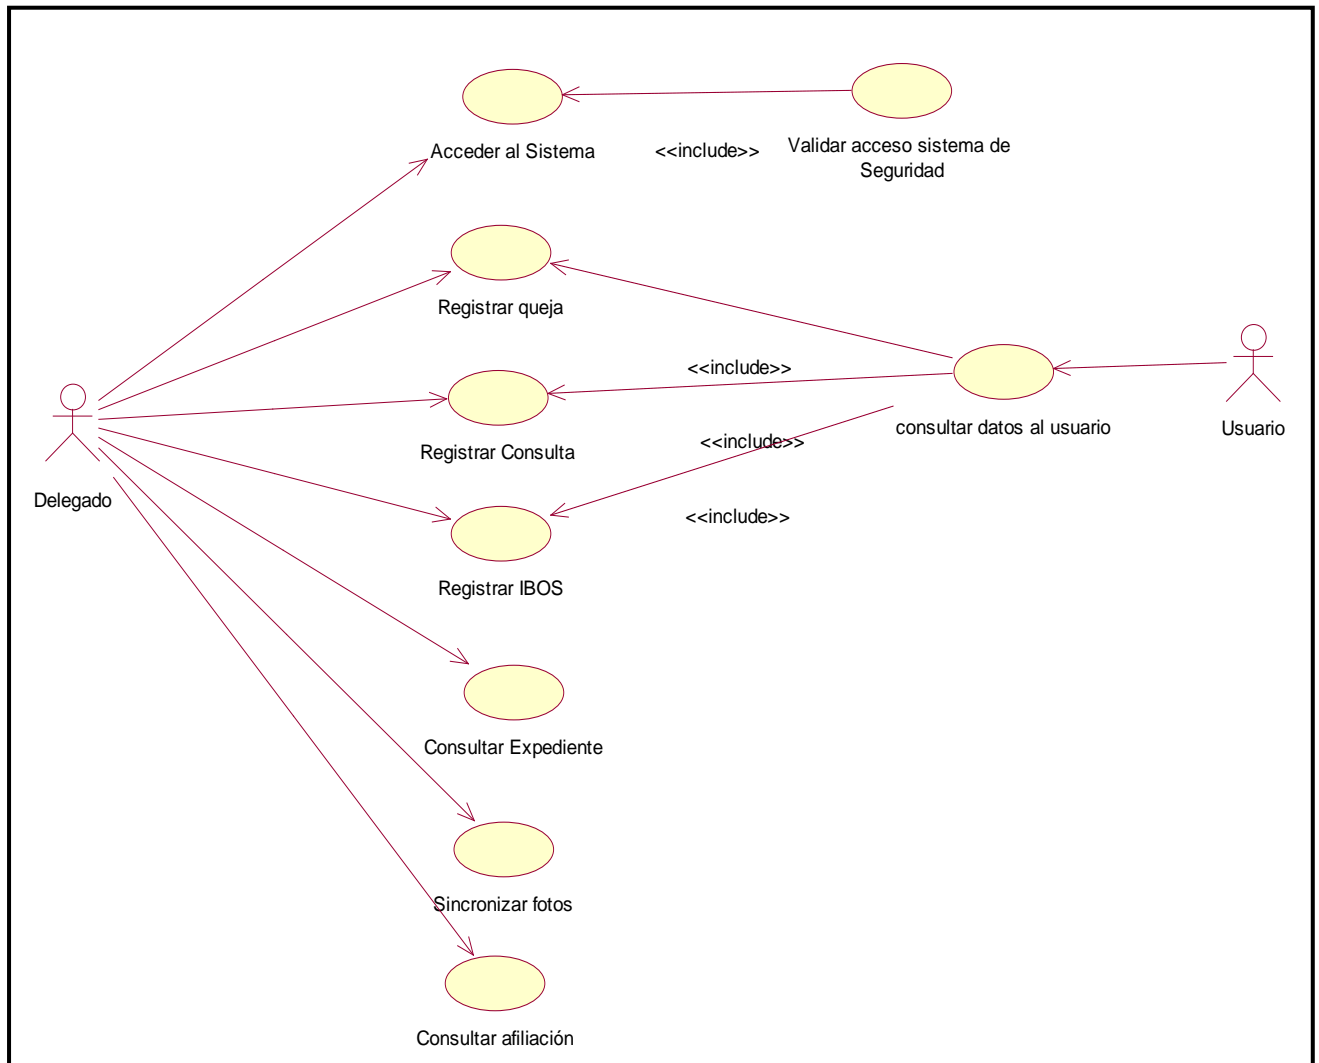 Acceder al Sistema
<<include>>
Validar acceso sistema de
Seguridad
Registrar queja
<<include>>
consultar datos al usuario
Usuario
Registrar Consulta
<<include>>
Delegado
<<include>>
Registrar IBOS
Consultar Expediente
Sincronizar fotos
Consultar afiliación